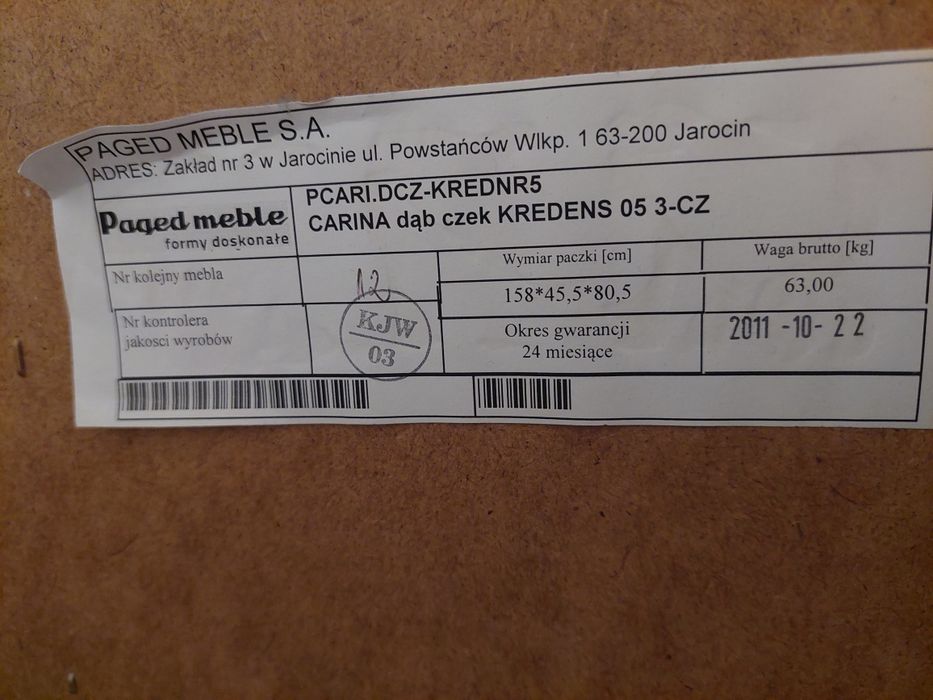 PAGED MEBLE S.A.
ADRES: Zakład nr 3 w Jarocinie ul. Powstańców Wlkp. 1 63-200 Jarocin
Paged meble
formy doskonałe
PCARI.DCZ-KREDNR5
CARINA dąb czek KREDENS 05 3-CZ
Nr kolejny mebla
12
Wymiar paczki [cm]
Waga brutto [kg]
158*45,5*80,5
63,00
Nr kontrolera
jakosci wyrobów
KJW
03
Okres gwarancji
24 miesiące
2011 -10- 22